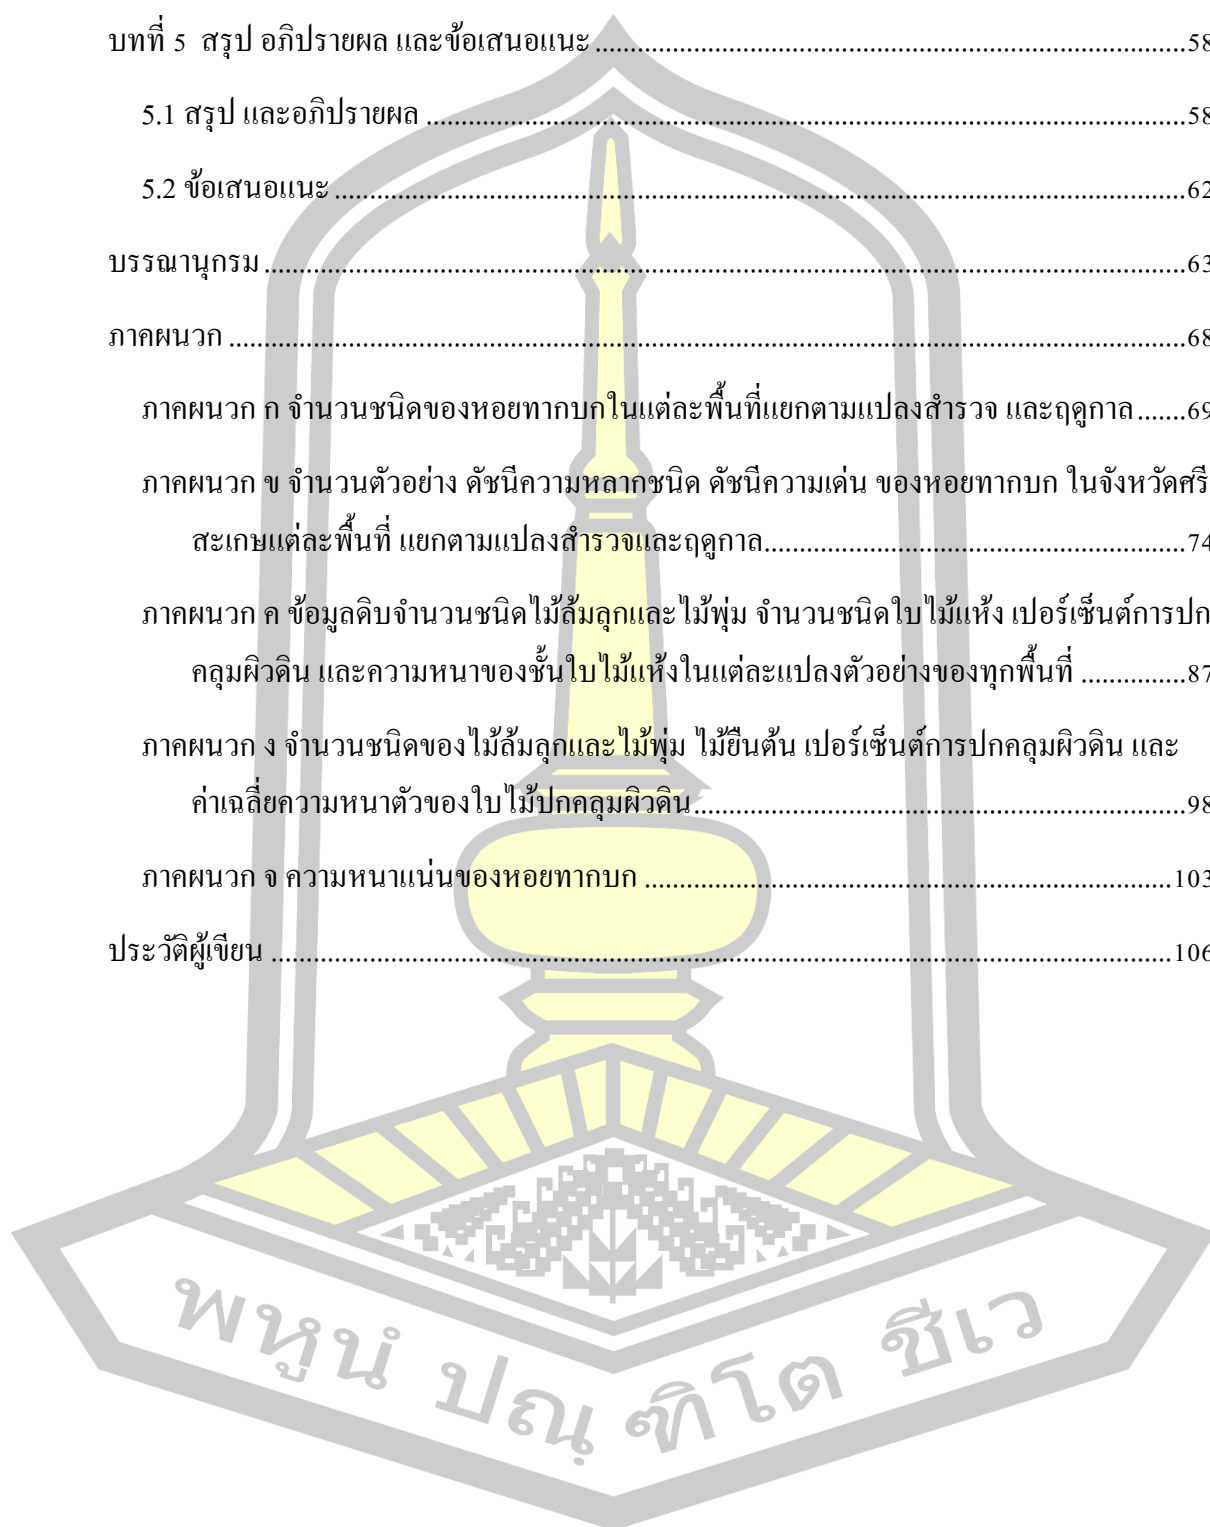 บทที่ 5 สรุป อภิปรายผล และข้อเสนอแนะ ........ 58
5.1 สรุป และอภิปรายผล ........ 58
5.2 ข้อเสนอแนะ ........ 62
บรรณานุกรม ........ 63
ภาคผนวก ........ 68
ภาคผนวก ก จำนวนชนิดของหอยทากบกในแต่ละพื้นที่แยกตามแปลงสำรวจ และฤดูกาล ....... 69
ภาคผนวก ข จำนวนตัวอย่าง ดัชนีความหลากชนิด ดัชนีความเด่น ของหอยทากบก ในจังหวัดศรี
สะเกษแต่ละพื้นที่ แยกตามแปลงสำรวจและฤดูกาล ........ 74
ภาคผนวก ค ข้อมูลดิบจำนวนชนิดไม้ล้มลุกและไม้พุ่ม จำนวนชนิดใบไม้แห้ง เปอร์เซ็นต์การปก
คลุมผิวดิน และความหนาของชั้นใบไม้แห้งในแต่ละแปลงตัวอย่างของทุกพื้นที่ ........ 87
ภาคผนวก ง จำนวนชนิดของไม้ล้มลุกและไม้พุ่ม ไม้ยืนต้น เปอร์เซ็นต์การปกคลุมผิวดิน และ
ค่าเฉลี่ยความหนาตัวของใบไม้ปกคลุมผิวดิน ........ 98
ภาคผนวก จ ความหนาแน่นของหอยทากบก ........ 103
ประวัติผู้เขียน ........ 106
พหูนํ ปณฺฑิโต ชีเว